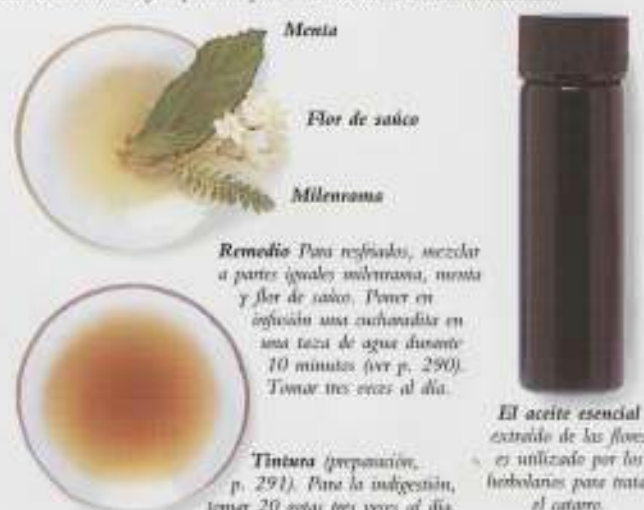 Menta
Flor de saúco
Milenrama
Remedio Para resfriados, mezclar
a partes iguales milenrama, menta
y flor de saúco. Poner en
infusión una cucharadita en
una taza de agua durante
10 minutos (ver p. 290).
Tomar tres veces al día.
Tintura (preparación,
p. 291). Para la indigestión,
tomar 20 gotas tres veces al día.
El aceite esencial
extraído de las flores
es utilizado por los
herbolarios para tratar
el catarro.